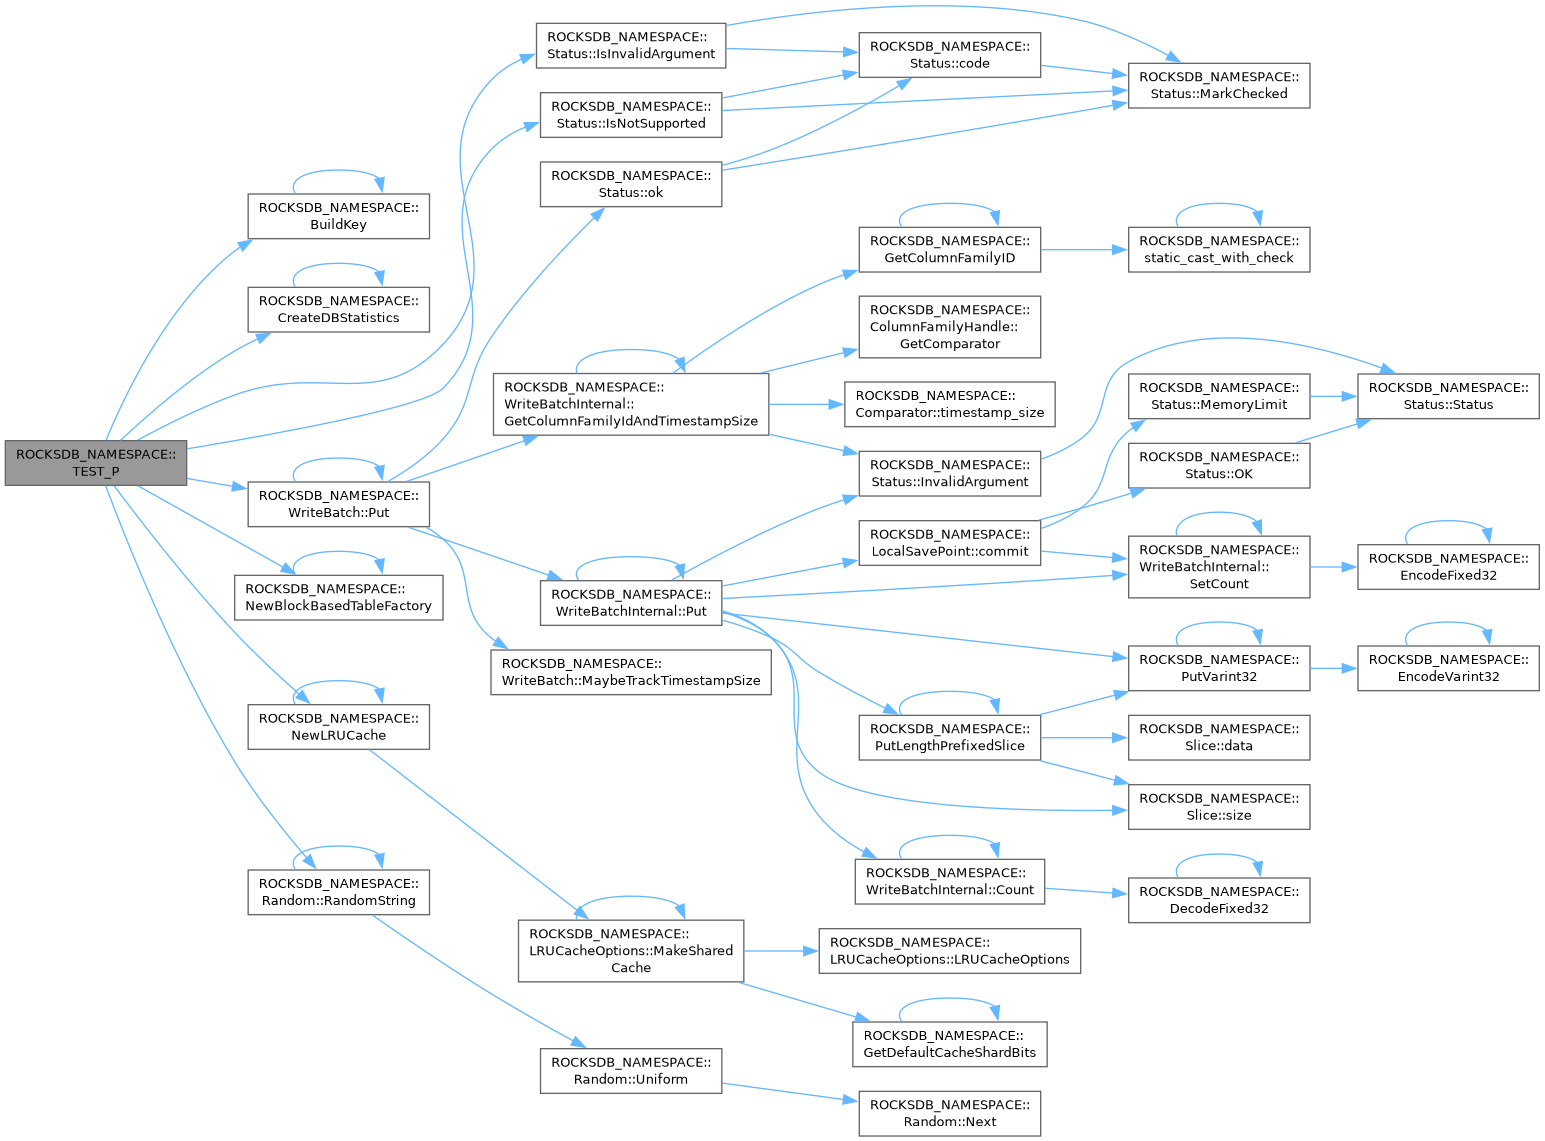 ROCKSDB_NAMESPACE::
TEST_P
ROCKSDB_NAMESPACE::
BuildKey
ROCKSDB_NAMESPACE::
CreateDBStatistics
ROCKSDB_NAMESPACE::
WriteBatch::Put
ROCKSDB_NAMESPACE::
NewBlockBasedTableFactory
ROCKSDB_NAMESPACE::
NewLRUCache
ROCKSDB_NAMESPACE::
Random::RandomString
ROCKSDB_NAMESPACE::
Status::IsInvalidArgument
ROCKSDB_NAMESPACE::
Status::IsNotSupported
ROCKSDB_NAMESPACE::
Status::ok
ROCKSDB_NAMESPACE::
WriteBatchInternal::
GetColumnFamilyIdAndTimestampSize
ROCKSDB_NAMESPACE::
WriteBatchInternal::Put
ROCKSDB_NAMESPACE::
WriteBatch::MaybeTrackTimestampSize
ROCKSDB_NAMESPACE::
LRUCacheOptions::MakeShared
Cache
ROCKSDB_NAMESPACE::
Random::Uniform
ROCKSDB_NAMESPACE::
Status::code
ROCKSDB_NAMESPACE::
GetColumnFamilyID
ROCKSDB_NAMESPACE::
ColumnFamilyHandle::
GetComparator
ROCKSDB_NAMESPACE::
Comparator::timestamp_size
ROCKSDB_NAMESPACE::
Status::InvalidArgument
ROCKSDB_NAMESPACE::
LocalSavePoint::commit
ROCKSDB_NAMESPACE::
PutLengthPrefixedSlice
ROCKSDB_NAMESPACE::
WriteBatchInternal::Count
ROCKSDB_NAMESPACE::
LRUCacheOptions::LRUCacheOptions
ROCKSDB_NAMESPACE::
GetDefaultCacheShardBits
ROCKSDB_NAMESPACE::
Random::Next
ROCKSDB_NAMESPACE::
Status::MarkChecked
ROCKSDB_NAMESPACE::
static_cast_with_check
ROCKSDB_NAMESPACE::
Status::MemoryLimit
ROCKSDB_NAMESPACE::
Status::OK
ROCKSDB_NAMESPACE::
WriteBatchInternal::
SetCount
ROCKSDB_NAMESPACE::
PutVarint32
ROCKSDB_NAMESPACE::
Slice::data
ROCKSDB_NAMESPACE::
Slice::size
ROCKSDB_NAMESPACE::
DecodeFixed32
ROCKSDB_NAMESPACE::
Status::Status
ROCKSDB_NAMESPACE::
EncodeFixed32
ROCKSDB_NAMESPACE::
EncodeVarint32